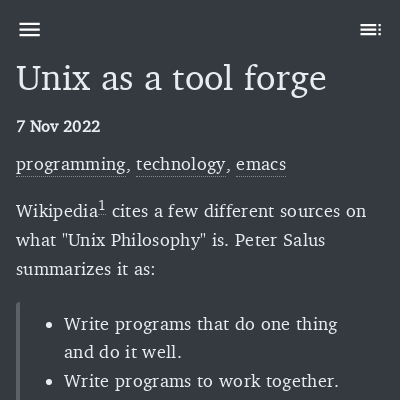 Unix as a tool forge
7 Nov 2022
programming, technology, emacs
Wikipedia1 cites a few different sources on
what "Unix Philosophy" is. Peter Salus
summarizes it as:
• Write programs that do one thing
and do it well.
• Write programs to work together.